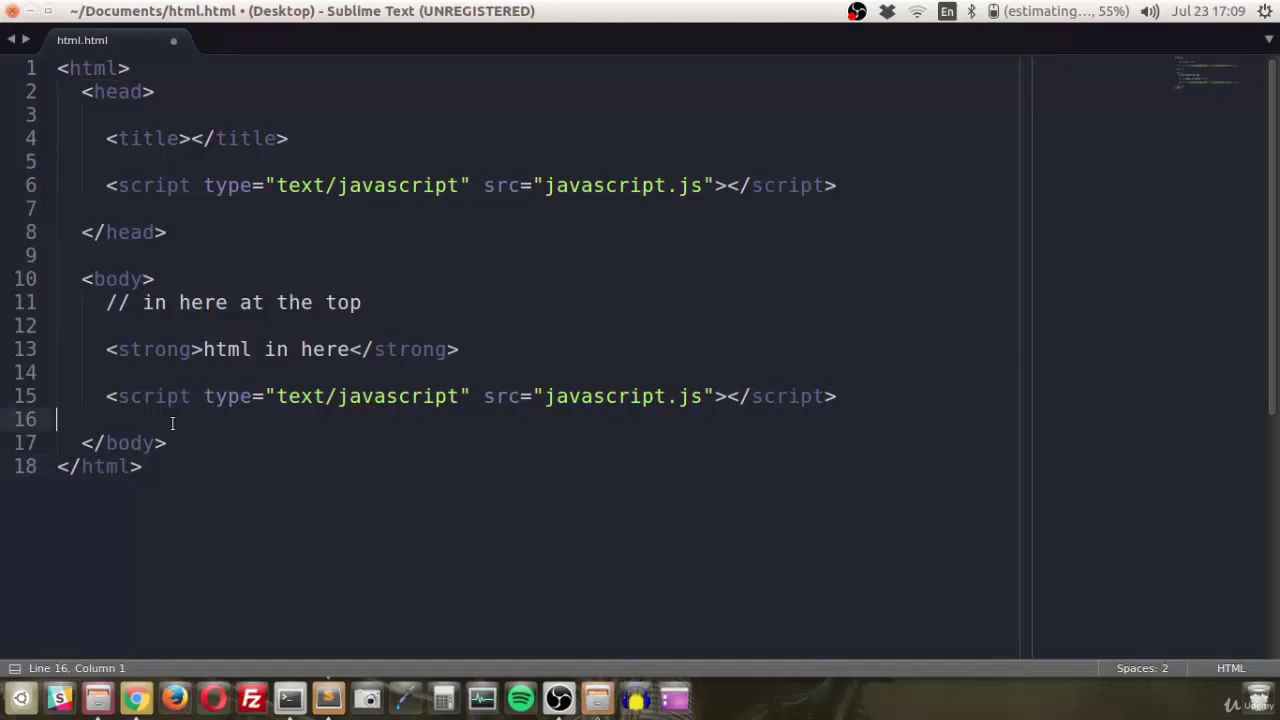 ~/Documents/html.html • (Desktop) - Sublime Text (UNREGISTERED)
En
(estimating..., 55%)
Jul 23 17:09
html.html
1 <html>
2 <head>
3
4 <title></title>
5
6 <script type="text/javascript" src="javascript.js"></script>
7
8 </head>
9
10 <body>
11 // in here at the top
12
13 <strong>html in here</strong>
14
15 <script type="text/javascript" src="javascript.js"></script>
16
17 </body>
18 </html>
Line 16, Column 1
Spaces: 2
HTML
Udemy